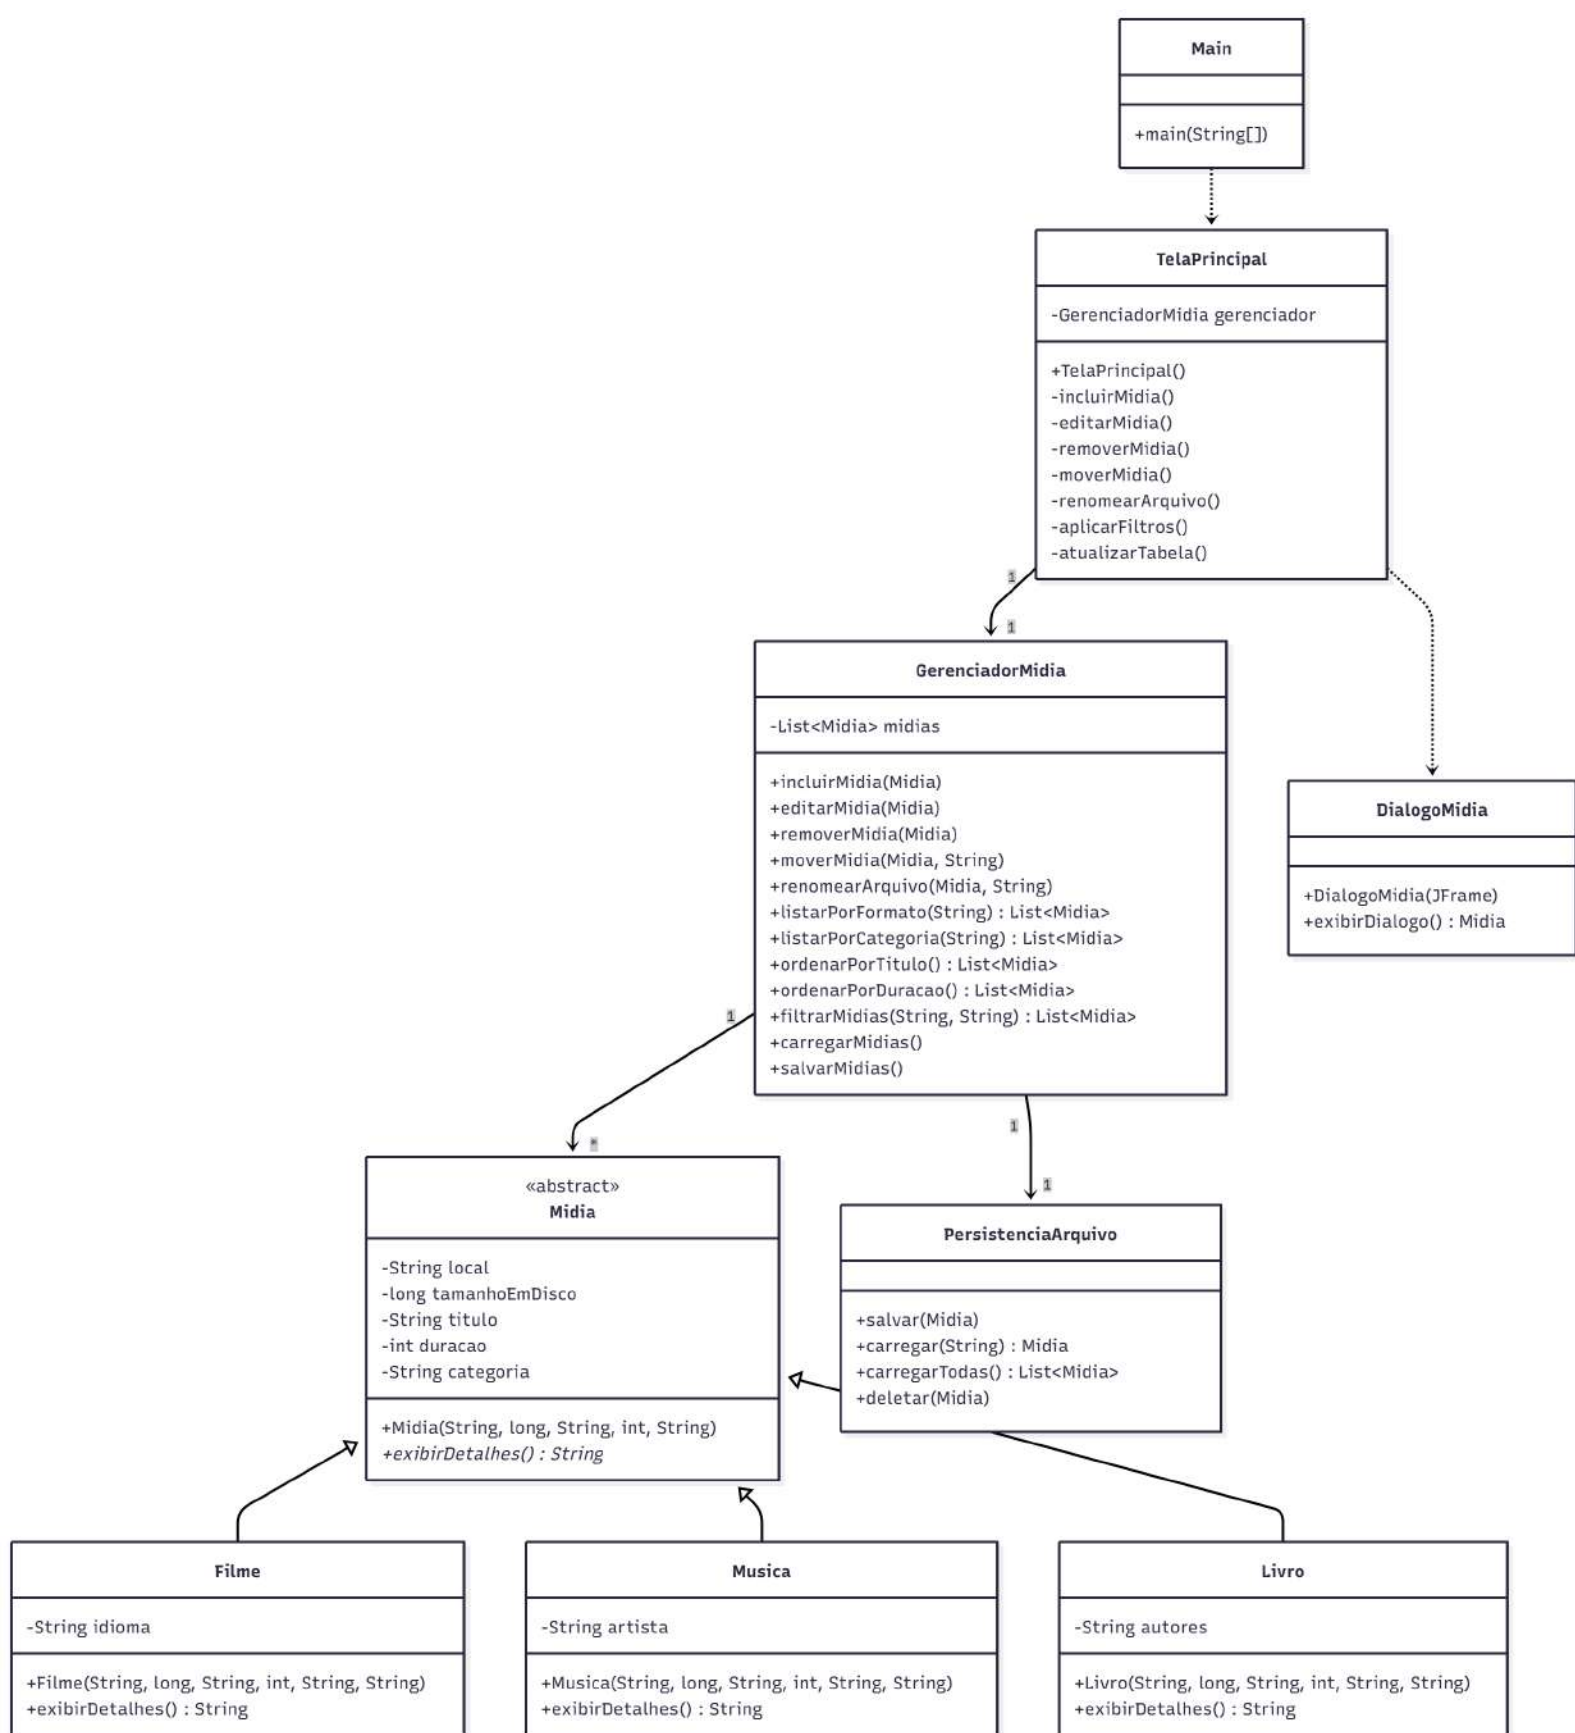 Main
+main(String[])
TelaPrincipal
-GerenciadorMidia gerenciador
+TelaPrincipal()
-incluirMidia()
-editarMidia()
-removerMidia()
-moverMidia()
-renomearArquivo()
-aplicarFiltros()
-atualizarTabela()
1
1
GerenciadorMidia
-List<Midia> midias
+incluirMidia(Midia)
+editarMidia(Midia)
+removerMidia(Midia)
+moverMidia(Midia, String)
+renomearArquivo(Midia, String)
+listarPorFormato(String) : List<Midia>
+listarPorCategoria(String) : List<Midia>
+ordenarPorTitulo() : List<Midia>
+ordenarPorDuracao() : List<Midia>
+filtrarMidias(String, String) : List<Midia>
+carregarMidias()
+salvarMidias()
DialogoMidia
+DialogoMidia(JFrame)
+exibirDialogo() : Midia
1
*
1
1
«abstract»
Midia
-String local
-long tamanhoEmDisco
-String titulo
-int duracao
-String categoria
+Midia(String, long, String, int, String)
+exibirDetalhes() : String
PersistenciaArquivo
+salvar(Midia)
+carregar(String) : Midia
+carregarTodas() : List<Midia>
+deletar(Midia)
Filme
-String idioma
+Filme(String, long, String, int, String, String)
+exibirDetalhes() : String
Musica
-String artista
+Musica(String, long, String, int, String, String)
+exibirDetalhes() : String
Livro
-String autores
+Livro(String, long, String, int, String, String)
+exibirDetalhes() : String